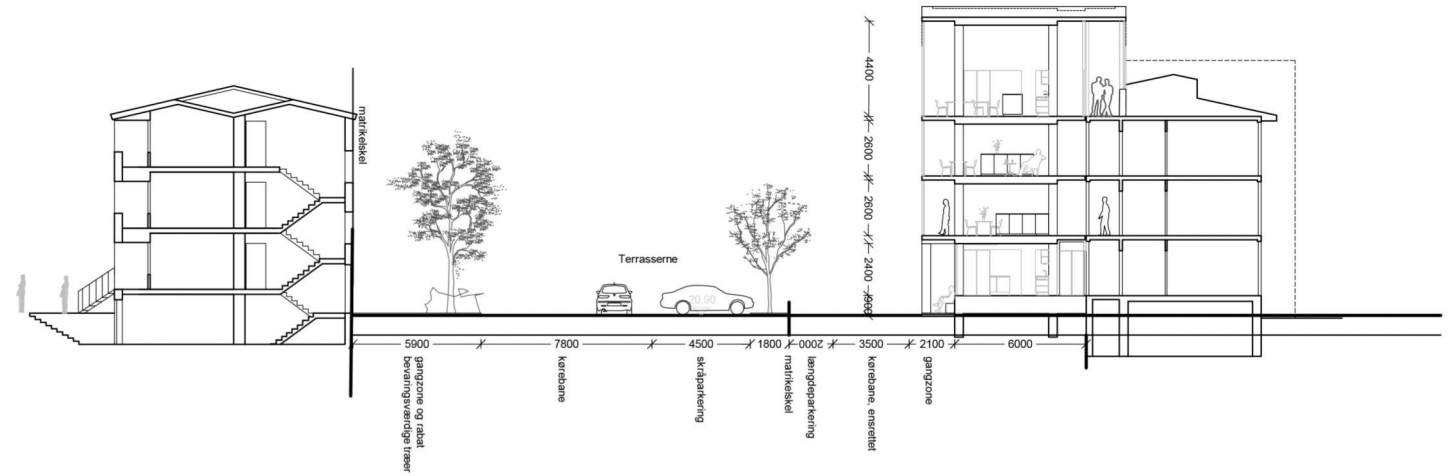 matrikelskel
4400
2600
2600
2400
900
Terrasserne
20.90
5900
7800
4500
1800
2000
3500
2100
6000
gangzone og rabat
bevaringsværdige træer
kørebane
skråparkering
matrikelskel
længdeparkering
kørebane, ensrettet
gangzone